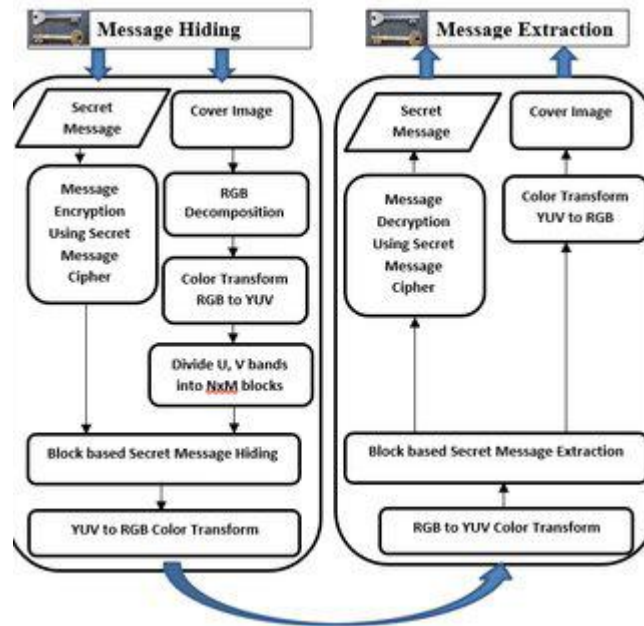 Message Hiding
Secret
Message
Cover Image
Message
Encryption
Using Secret
Message
Cipher
RGB
Decomposition
Color Transform
RGB to YUV
Divide U, V bands
into NxM blocks
Block based Secret Message Hiding
YUV to RGB Color Transform
Message Extraction
Secret
Message
Cover Image
Message
Decryption
Using Secret
Message
Cipher
Color Transform
YUV to RGB
Block based Secret Message Extraction
RGB to YUV Color Transform